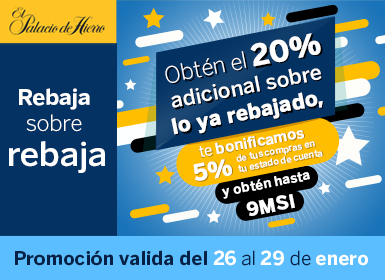 El
Palacio de Hierro
Rebaja
sobre
rebaja
Obtén el 20%
adicional sobre
lo ya rebajado,
te bonificamos
5% de tus compras en
tu estado de cuenta
y obtén hasta
9MSI
Promoción valida del 26 al 29 de enero